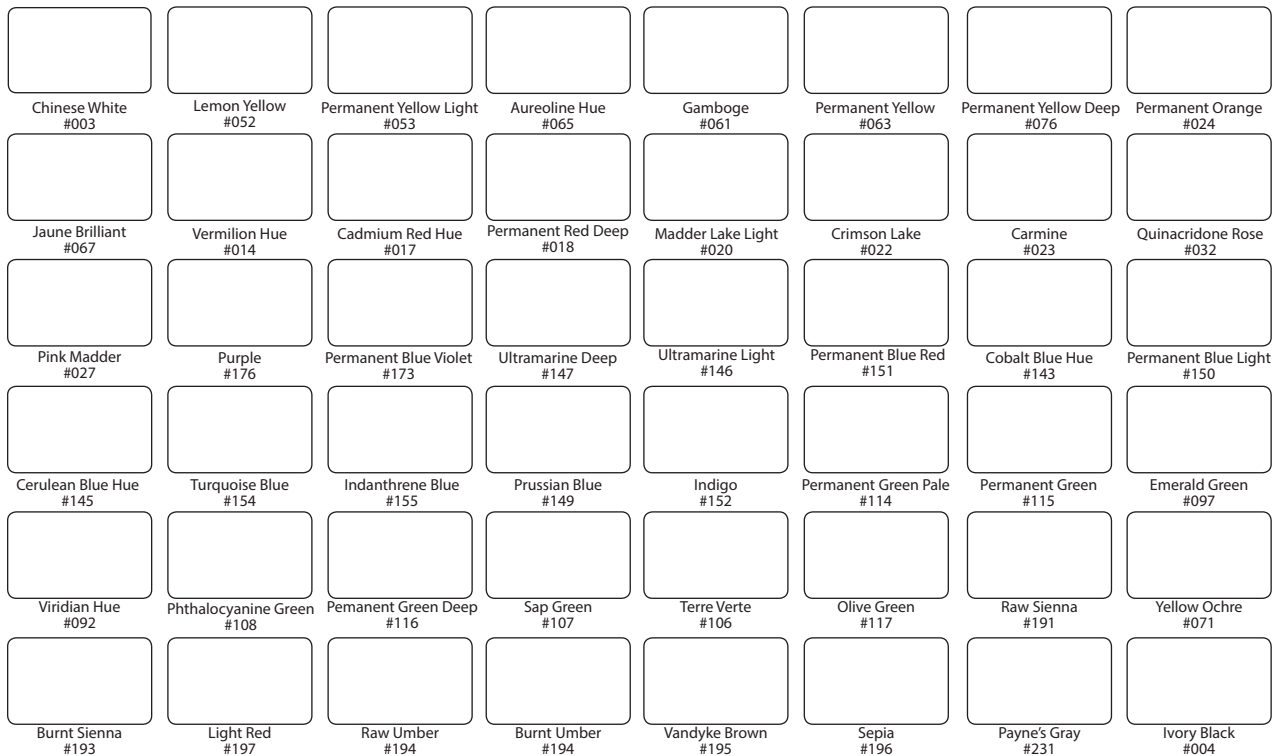 Chinese White
#003
Lemon Yellow
#052
Permanent Yellow Light
#053
Aureoline Hue
#065
Gamboge
#061
Permanent Yellow
#063
Permanent Yellow Deep
#076
Permanent Orange
#024
Jaune Brilliant
#067
Vermilion Hue
#014
Cadmium Red Hue
#017
Permanent Red Deep
#018
Madder Lake Light
#020
Crimson Lake
#022
Carmine
#023
Quinacridone Rose
#032
Pink Madder
#027
Purple
#176
Permanent Blue Violet
#173
Ultramarine Deep
#147
Ultramarine Light
#146
Permanent Blue Red
#151
Cobalt Blue Hue
#143
Permanent Blue Light
#150
Cerulean Blue Hue
#145
Turquoise Blue
#154
Indanthrene Blue
#155
Prussian Blue
#149
Indigo
#152
Permanent Green Pale
#114
Permanent Green
#115
Emerald Green
#097
Viridian Hue
#092
Phthalocyanine Green
#108
Pemanent Green Deep
#116
Sap Green
#107
Terre Verte
#106
Olive Green
#117
Raw Sienna
#191
Yellow Ochre
#071
Burnt Sienna
#193
Light Red
#197
Raw Umber
#194
Burnt Umber
#194
Vandyke Brown
#195
Sepia
#196
Payne's Gray
#231
Ivory Black
#004